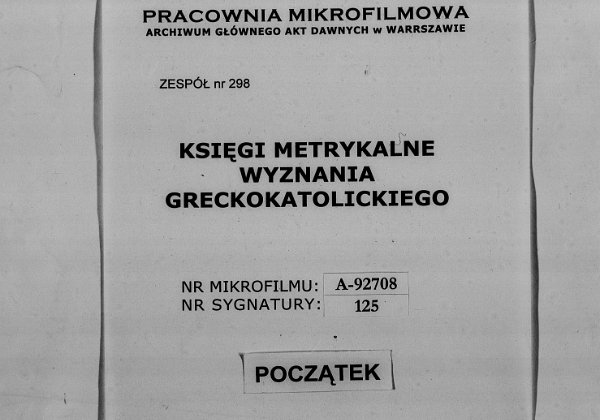 PRACOWNIA MIKROFILMOWA
ARCHIWUM GŁÓWNEGO AKT DAWNYCH w WARRSZAWIE
ZESPÓŁ nr 298
KSIĘGI METRYKALNE
WYZNANIA
GRECKOKATOLICKIEGO
NR MIKROFILMU: A-92708
NR SYGNATURY: 125
POCZĄTEK